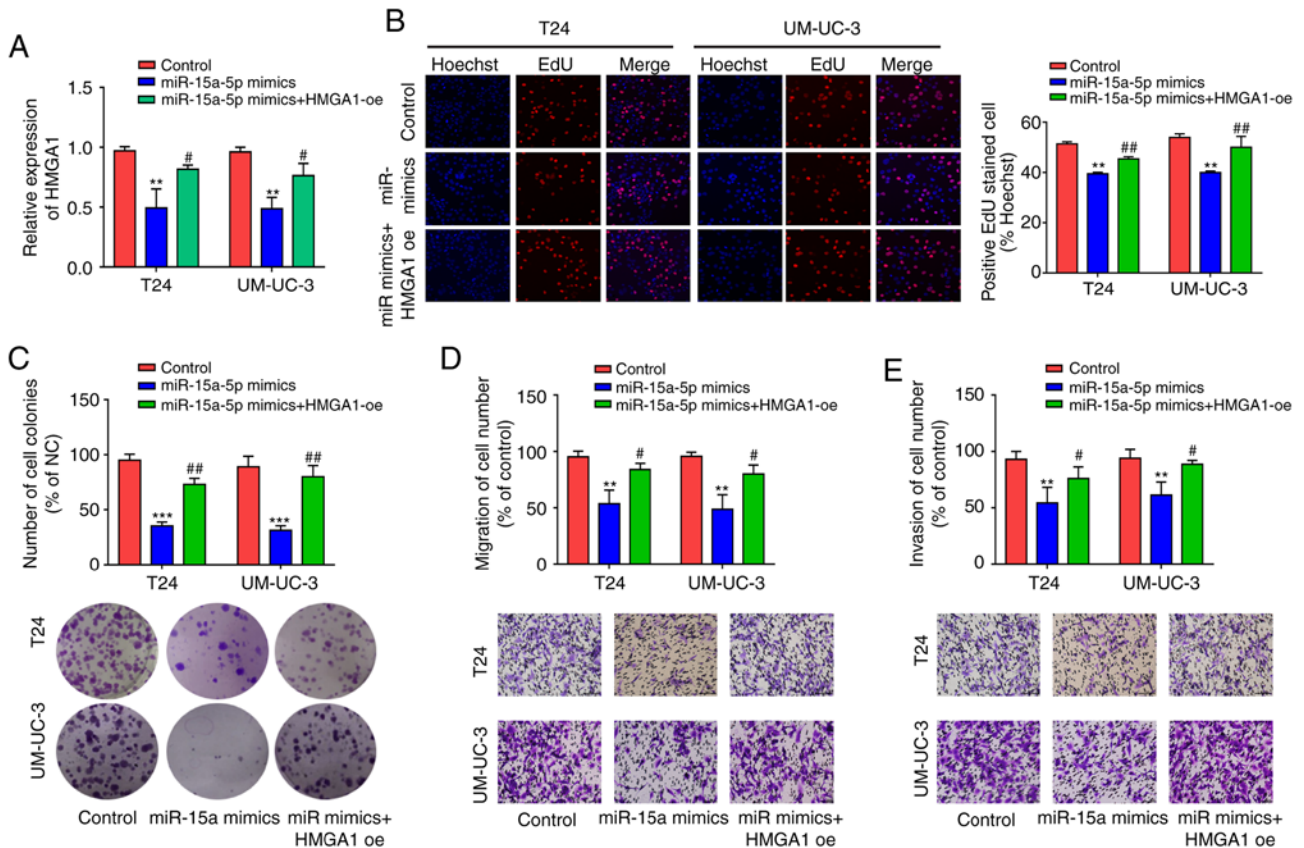 A
Control
miR-15a-5p mimics
miR-15a-5p mimics+HMGA1-oe
Relative expression
of HMGA1
1.5
1.0
0.5
0.0
**
#
**
#
T24
UM-UC-3
B
T24
UM-UC-3
Hoechst
EdU
Merge
Hoechst
EdU
Merge
Control
miR-
mimics
miR mimics+
HMGA1 oe
Control
miR-15a-5p mimics
miR-15a-5p mimics+HMGA1-oe
Positive EdU stained cell
(% Hoechst)
60
40
20
0
**
##
**
##
T24
UM-UC-3
C
Control
miR-15a-5p mimics
miR-15a-5p mimics+HMGA1-oe
Number of cell colonies
(% of NC)
150
100
50
0
***
##
***
##
T24
UM-UC-3
T24
UM-UC-3
Control
miR-15a mimics
miR mimics+
HMGA1 oe
D
Control
miR-15a-5p mimics
miR-15a-5p mimics+HMGA1-oe
Migration of cell number
(% of control)
150
100
50
0
**
#
**
#
T24
UM-UC-3
T24
UM-UC-3
Control
miR-15a mimics
miR mimics+
HMGA1 oe
E
Control
miR-15a-5p mimics
miR-15a-5p mimics+HMGA1-oe
Invasion of cell number
(% of control)
150
100
50
0
**
#
**
#
T24
UM-UC-3
T24
UM-UC-3
Control
miR-15a mimics
miR mimics+
HMGA1 oe